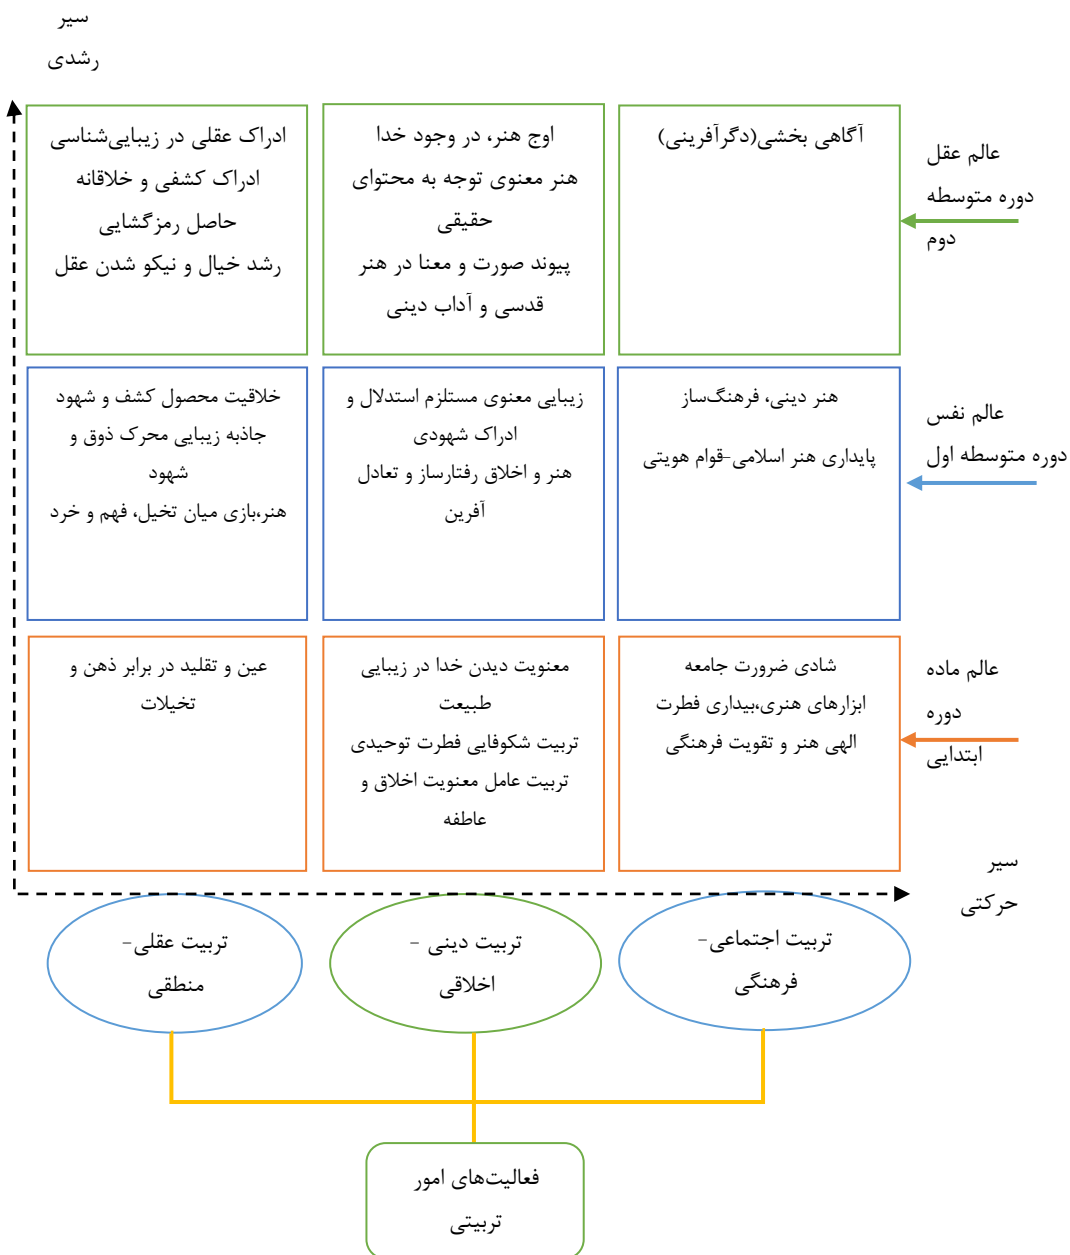 سیر
رشدی
آگاهی بخشی(دگرآفرینی)
اوج هنر، در وجود خدا
هنر معنوی توجه به محتوای
حقیقی
پیوند صورت و معنا در هنر
قدسی و آداب دینی
ادراک عقلی در زیبایی‌شناسی
ادراک کشفی و خلاقانه
حاصل رمزگشایی
رشد خیال و نیکو شدن عقل
عالم عقل
دوره متوسطه
دوم
هنر دینی، فرهنگ‌ساز
پایداری هنر اسلامی-قوام هویتی
زیبایی معنوی مستلزم استدلال و
ادراک شهودی
هنر و اخلاق رفتارساز و تعادل
آفرین
خلاقیت محصول کشف و شهود
جاذبه زیبایی محرک ذوق و
شهود
هنر،بازی میان تخیل، فهم و خرد
عالم نفس
دوره متوسطه اول
شادی ضرورت جامعه
ابزارهای هنری،بیداری فطرت
الهی هنر و تقویت فرهنگی
معنویت دیدن خدا در زیبایی
طبیعت
تربیت شکوفایی فطرت توحیدی
تربیت عامل معنویت اخلاق و
عاطفه
عین و تقلید در برابر ذهن و
تخیلات
عالم ماده
دوره
ابتدایی
سیر
حرکتی
تربیت اجتماعی-
فرهنگی
تربیت دینی -
اخلاقی
تربیت عقلی-
منطقی
فعالیت‌های امور
تربیتی